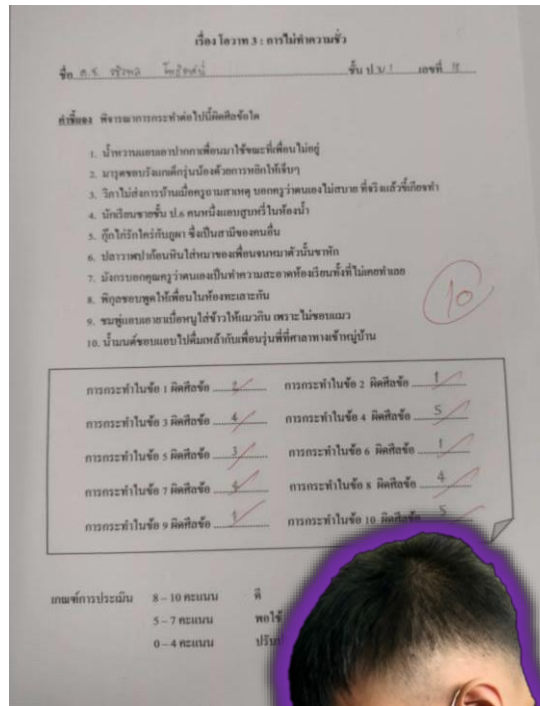 เรื่อง โอวาท 3 : การไม่ทำความชั่ว
ชื่อ ด.ช. ชั้น ป.5/1 เลขที่
คำชี้แจง พิจารณาการกระทำต่อไปนี้ผิดศีลข้อใด
1. น้ำหวานแอบเอาปากกาเพื่อนมาใช้ขณะที่เพื่อนไม่อยู่
2. มารุตชอบรังแกเด็กรุ่นน้องด้วยการหยิกให้เจ็บๆ
3. วิภาไม่ส่งการบ้านเมื่อครูถามสาเหตุ บอกครูว่าตนเองไม่สบาย ที่จริงแล้วขี้เกียจทำ
4. นักเรียนชายชั้น ป.6 คนหนึ่งแอบสูบหรี่ในห้องน้ำ
5. กุ๊กไก่รักใคร่กับภูผา ซึ่งเป็นสามีของคนอื่น
6. ปลาวาฬปาก้อนหินใส่หมาของเพื่อนจนหมาตัวนั้นขาหัก
7. มังกรบอกคุณครูว่าตนเองเป็นทำความสะอาดห้องเรียนทั้งที่ไม่เคยทำเลย
8. พิกุลชอบพูดให้เพื่อนในห้องทะเลาะกัน
9. ชมพู่แอบเอายาเบื่อหนูใส่ข้าวให้แมวกิน เพราะไม่ชอบแมว
10. น้ำมนต์ชอบแอบไปดื่มเหล้ากับเพื่อนรุ่นพี่ที่ศาลาทางเข้าหมู่บ้าน
10
การกระทำในข้อ 1 ผิดศีลข้อ 2 การกระทำในข้อ 2 ผิดศีลข้อ 1
การกระทำในข้อ 3 ผิดศีลข้อ 4 การกระทำในข้อ 4 ผิดศีลข้อ 5
การกระทำในข้อ 5 ผิดศีลข้อ 3 การกระทำในข้อ 6 ผิดศีลข้อ 1
การกระทำในข้อ 7 ผิดศีลข้อ 4 การกระทำในข้อ 8 ผิดศีลข้อ 4
การกระทำในข้อ 9 ผิดศีลข้อ 1 การกระทำในข้อ 10 ผิดศีลข้อ 5
เกณฑ์การประเมิน 8 – 10 คะแนน ดี
5 – 7 คะแนน พอใช้
0 – 4 คะแนน